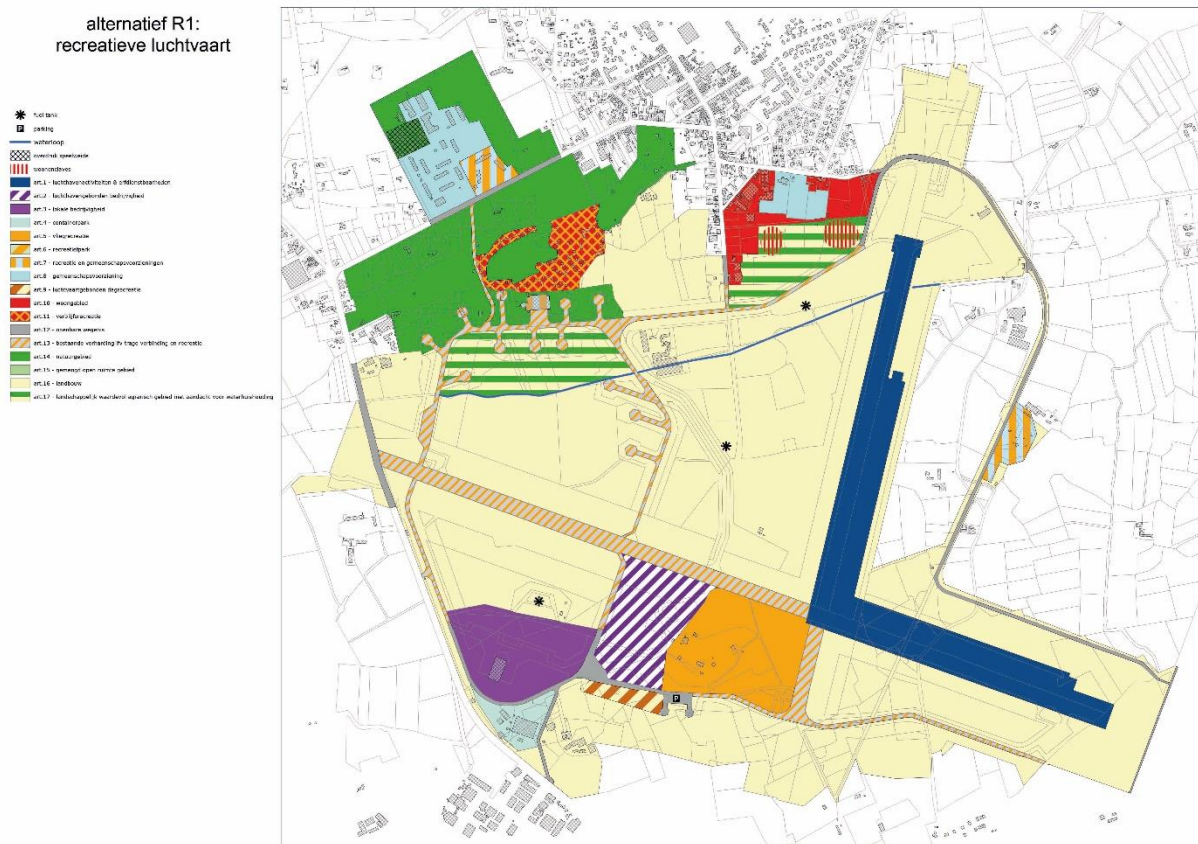 alternatief R1:
recreatieve luchtvaart
fuel tank
parking
waterloop
overdruk speelweide
woonenclaves
art.1 - luchthavenactiviteiten & erfdienstbaarheden
art.2 - luchthavengebonden bedrijvigheid
art.3 - lokale bedrijvigheid
art.4 - containerpark
art.5 - vliegrecreatie
art.6 - recreatiepark
art.7 - recreatie en gemeenschapsvoorzieningen
art.8 - gemeenschapsvoorziening
art.9 - luchtvaartgebonden dagrecreatie
art.10 - woongebied
art.11 - verblijfsrecreatie
art.12 - openbare wegenis
art.13 - bestaande verharding ifv trage verbinding en recreatie
art.14 - natuurgebied
art.15 - gemengd open ruimte gebied
art.16 - landbouw
art.17 - landschappelijk waardevol agrarisch gebied met aandacht voor waterhuishouding
P
P